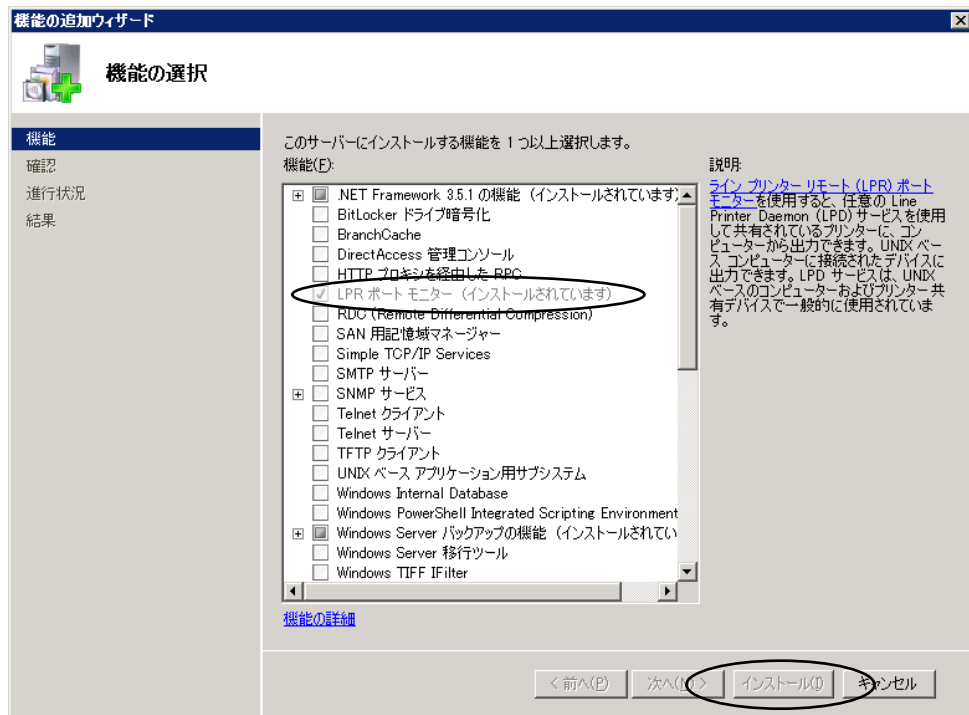 機能の追加ウィザード
機能の選択
機能
確認
進行状況
結果
このサーバーにインストールする機能を 1 つ以上選択します。
機能(F):
.NET Framework 3.5.1 の機能 (インストールされています)
BitLocker ドライブ暗号化
BranchCache
DirectAccess 管理コンソール
HTTP プロキシを経由した RPC
LPR ポート モニター (インストールされています)
RDC (Remote Differential Compression)
SAN 用記憶域マネージャー
Simple TCP/IP Services
SMTP サーバー
SNMP サービス
Telnet クライアント
Telnet サーバー
TFTP クライアント
UNIX ベース アプリケーション用サブシステム
Windows Internal Database
Windows PowerShell Integrated Scripting Environment
Windows Server バックアップの機能 (インストールされてい
Windows Server 移行ツール
Windows TIFF IFilter
機能の詳細
説明:
ライン プリンター リモート (LPR) ポート
モニターを使用すると、任意の Line
Printer Daemon (LPD) サービスを使用
して共有されているプリンターに、コン
ピューターから出力できます。UNIX ベー
ス コンピューターに接続されたデバイスに
出力できます。LPD サービスは、UNIX
ベースのコンピューターおよびプリンター共
有デバイスで一般的に使用されていま
す。
< 前へ(P)
次へ(N) >
インストール(I)
キャンセル